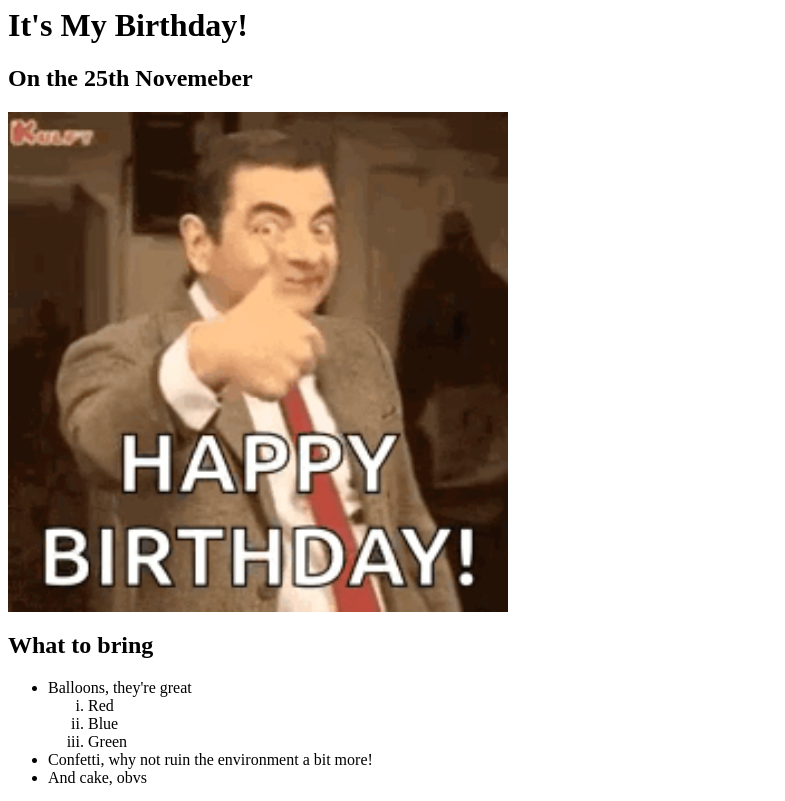 It's My Birthday!
On the 25th Novemeber
KULFY
HAPPY
BIRTHDAY!
What to bring
• Balloons, they're great
i. Red
ii. Blue
iii. Green
• Confetti, why not ruin the environment a bit more!
• And cake, obvs